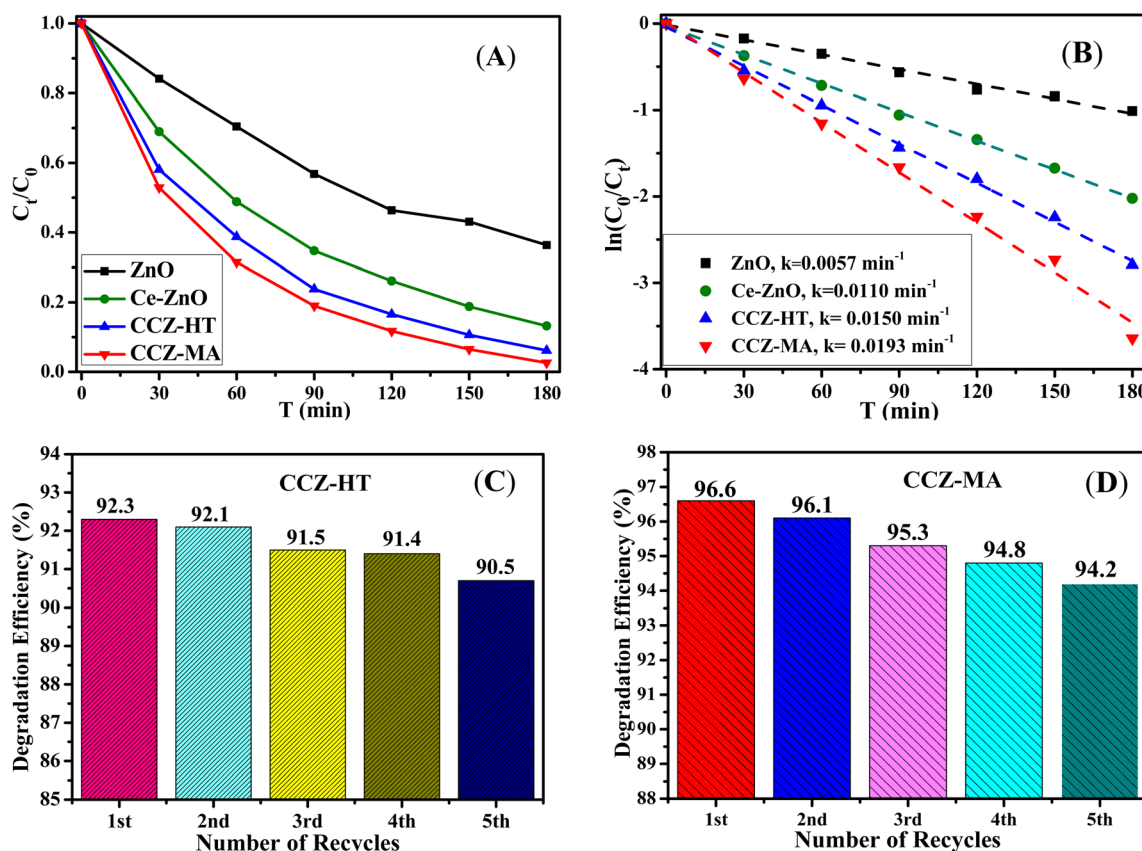 (A)
C_t/C_0
1.0
0.8
0.6
0.4
0.2
0.0
ZnO
Ce-ZnO
CCZ-HT
CCZ-MA
0 30 60 90 120 150 180
T (min)
(B)
ln(C_0/C_t)
-0
-1
-2
-3
-4
ZnO, k=0.0057 min^-1
Ce-ZnO, k=0.0110 min^-1
CCZ-HT, k= 0.0150 min^-1
CCZ-MA, k= 0.0193 min^-1
0 30 60 90 120 150 180
T (min)
CCZ-HT (C)
Degradation Efficiency (%)
94
93
92
91
90
89
88
87
86
85
92.3
92.1
91.5
91.4
90.5
1st 2nd 3rd 4th 5th
Number of Recycles
CCZ-MA (D)
Degradation Efficiency (%)
98
97
96
95
94
93
92
91
90
89
88
96.6
96.1
95.3
94.8
94.2
1st 2nd 3rd 4th 5th
Number of Recycles